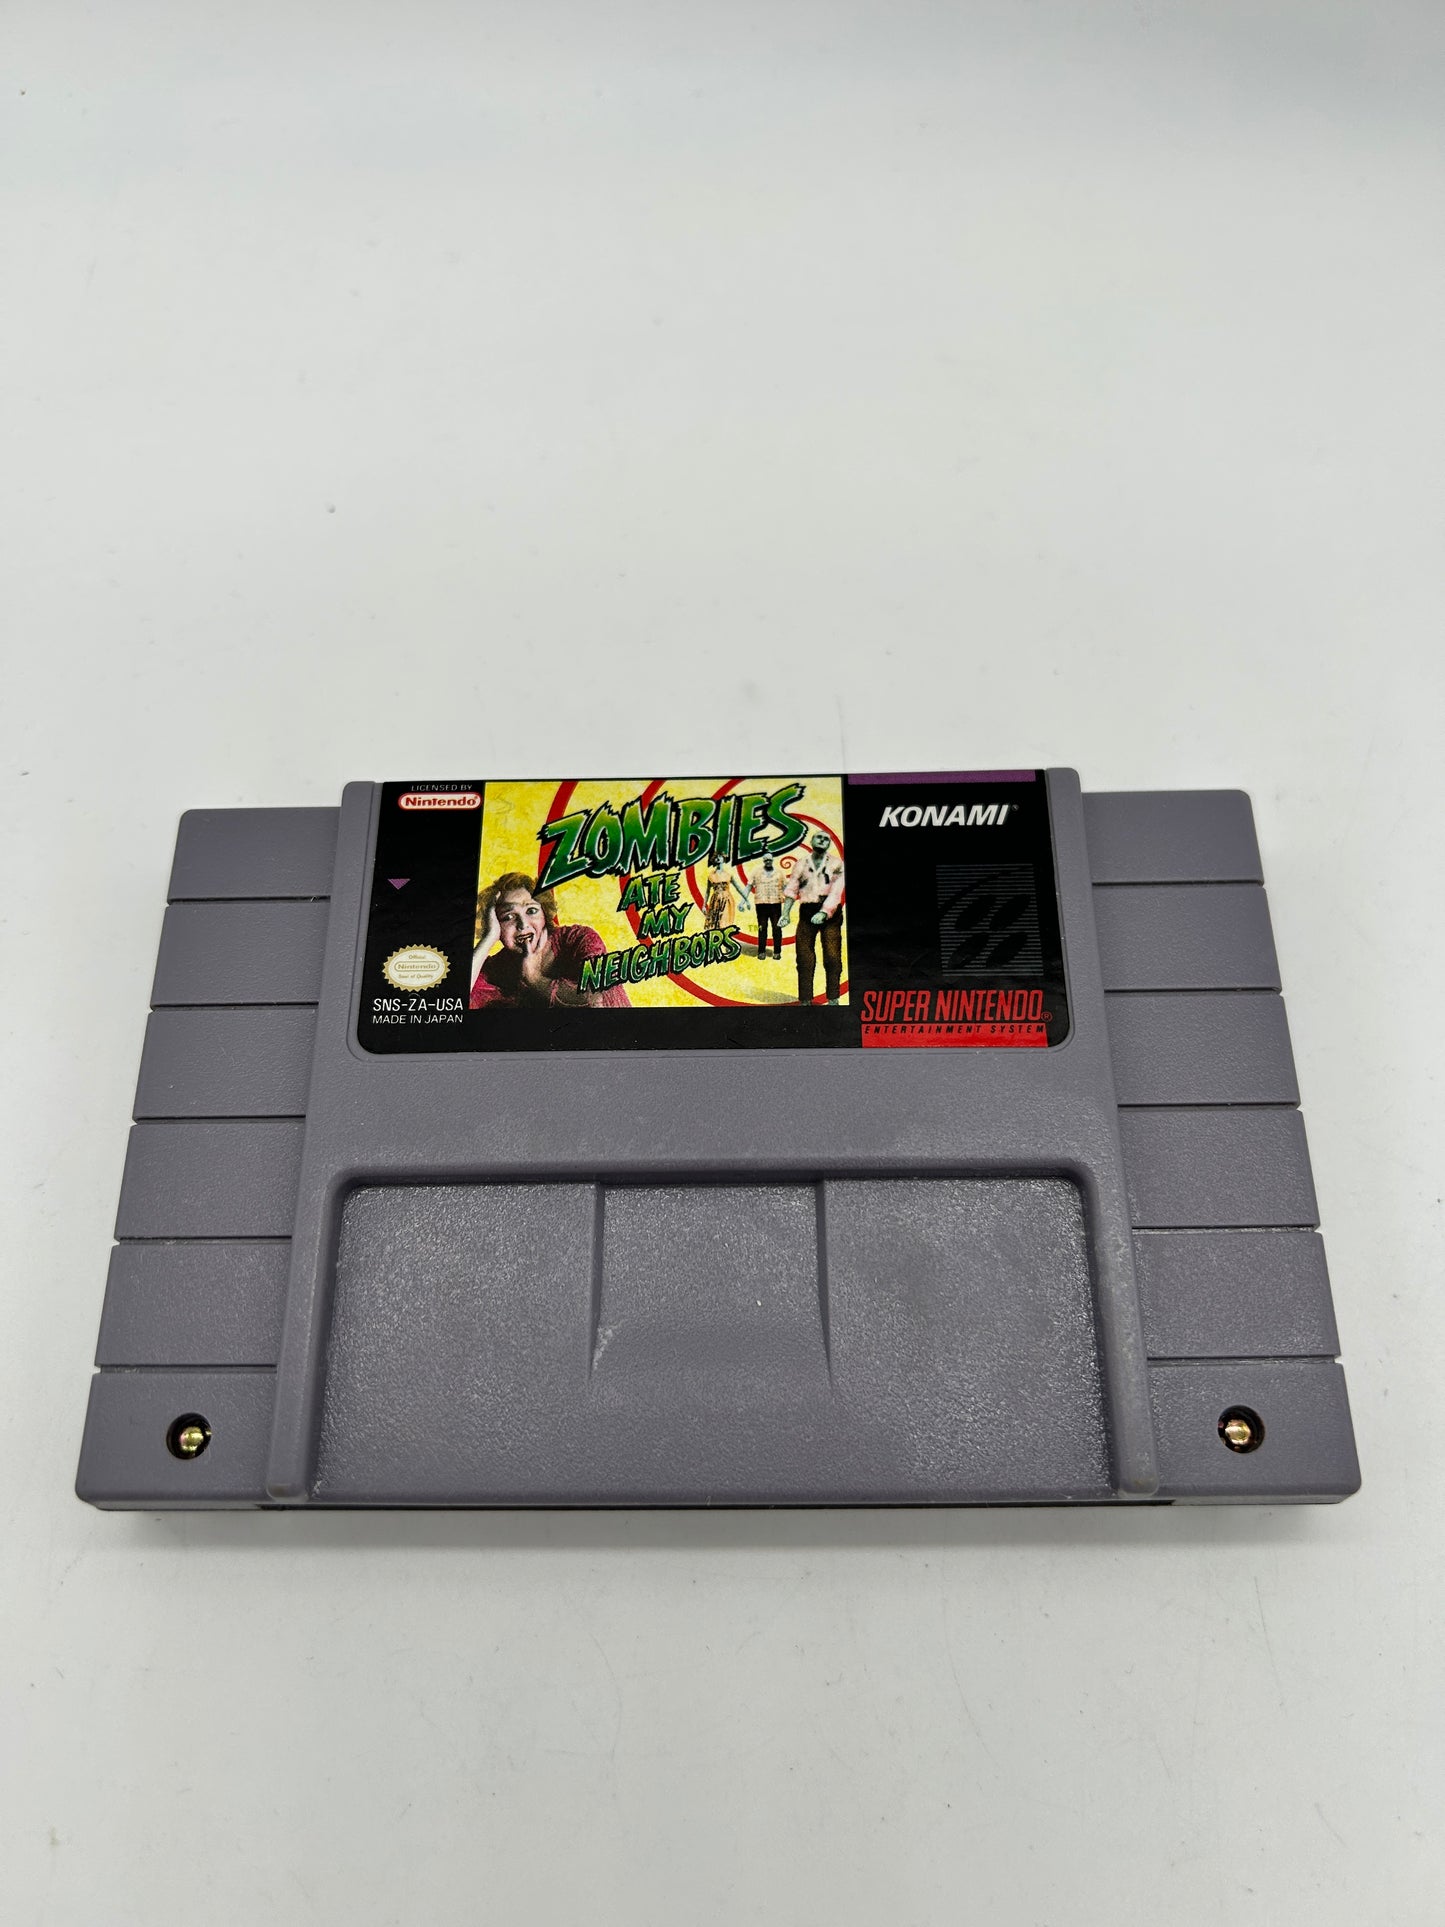 LICENSED BY
Nintendo
ZOMBIES
ATE
MY
NEIGHBORS
TM
KONAMI®
Official
Nintendo
Seal of Quality
SNS-ZA-USA
MADE IN JAPAN
SUPER NINTENDO®
ENTERTAINMENT SYSTEM